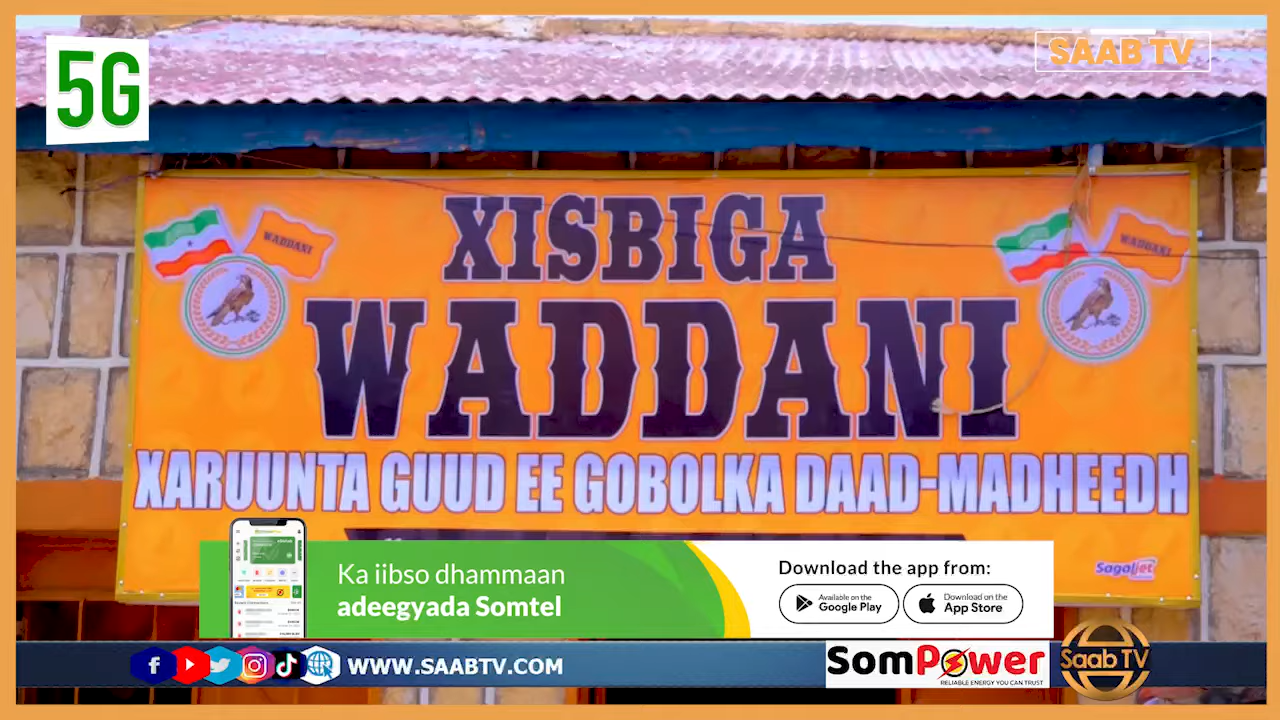 5G
SAAB TV
XISBIGA
WADDANI
WADDANI
WADDANI
XARUUNTA GUUD EE GOBOLKA DAAD-MADHEEDH
Sagaljet
Ka iibso dhammaan
adeegyada Somtel
Download the app from:
Available on the
Google Play
Download on the
App Store
WWW.SAABTV.COM
SomPower
RELIABLE ENERGY YOU CAN TRUST
Saab TV